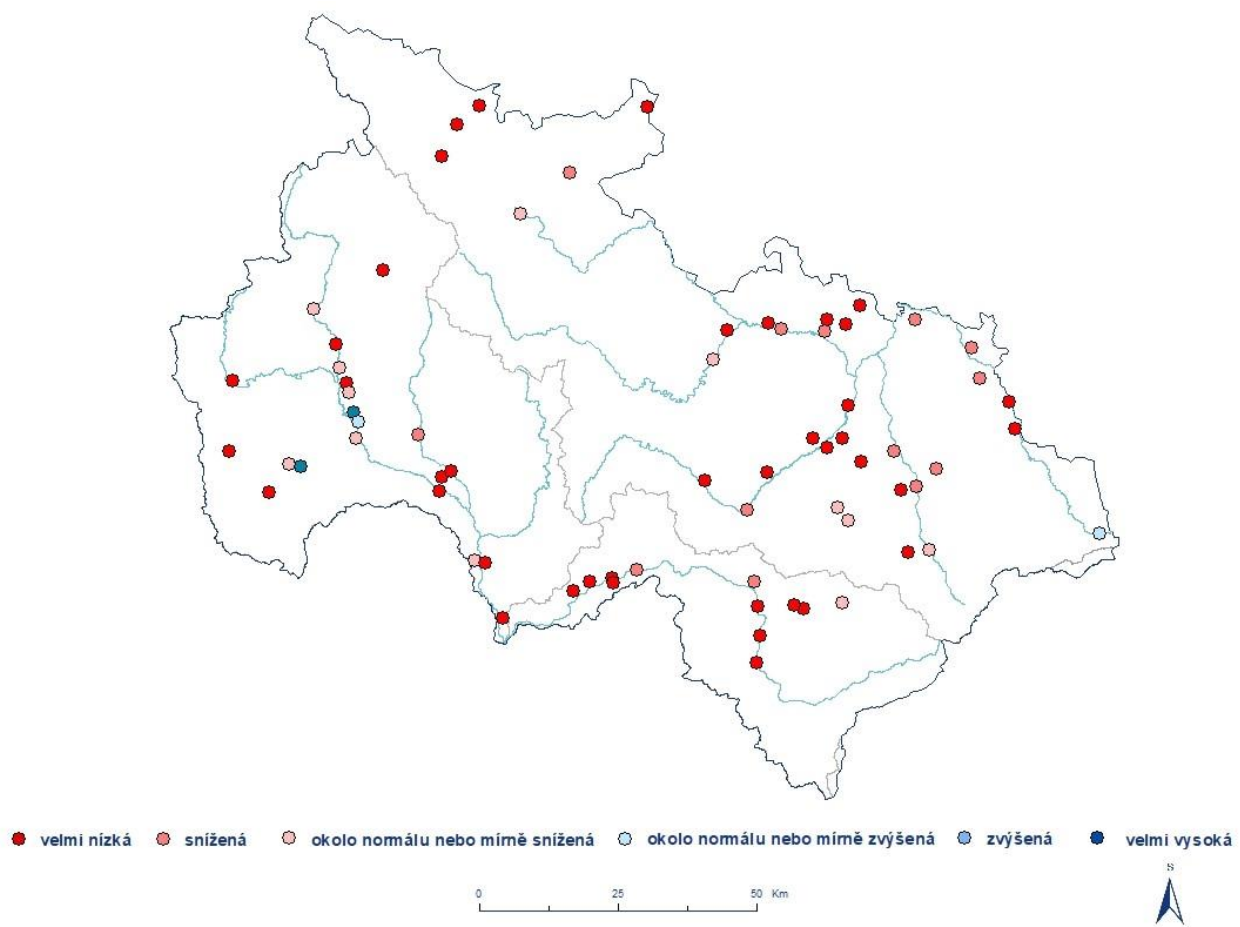 velmi nízká snížená okolo normálu nebo mírně snížená okolo normálu nebo mírně zvýšená zvýšená velmi vysoká
S
0 25 50 Km